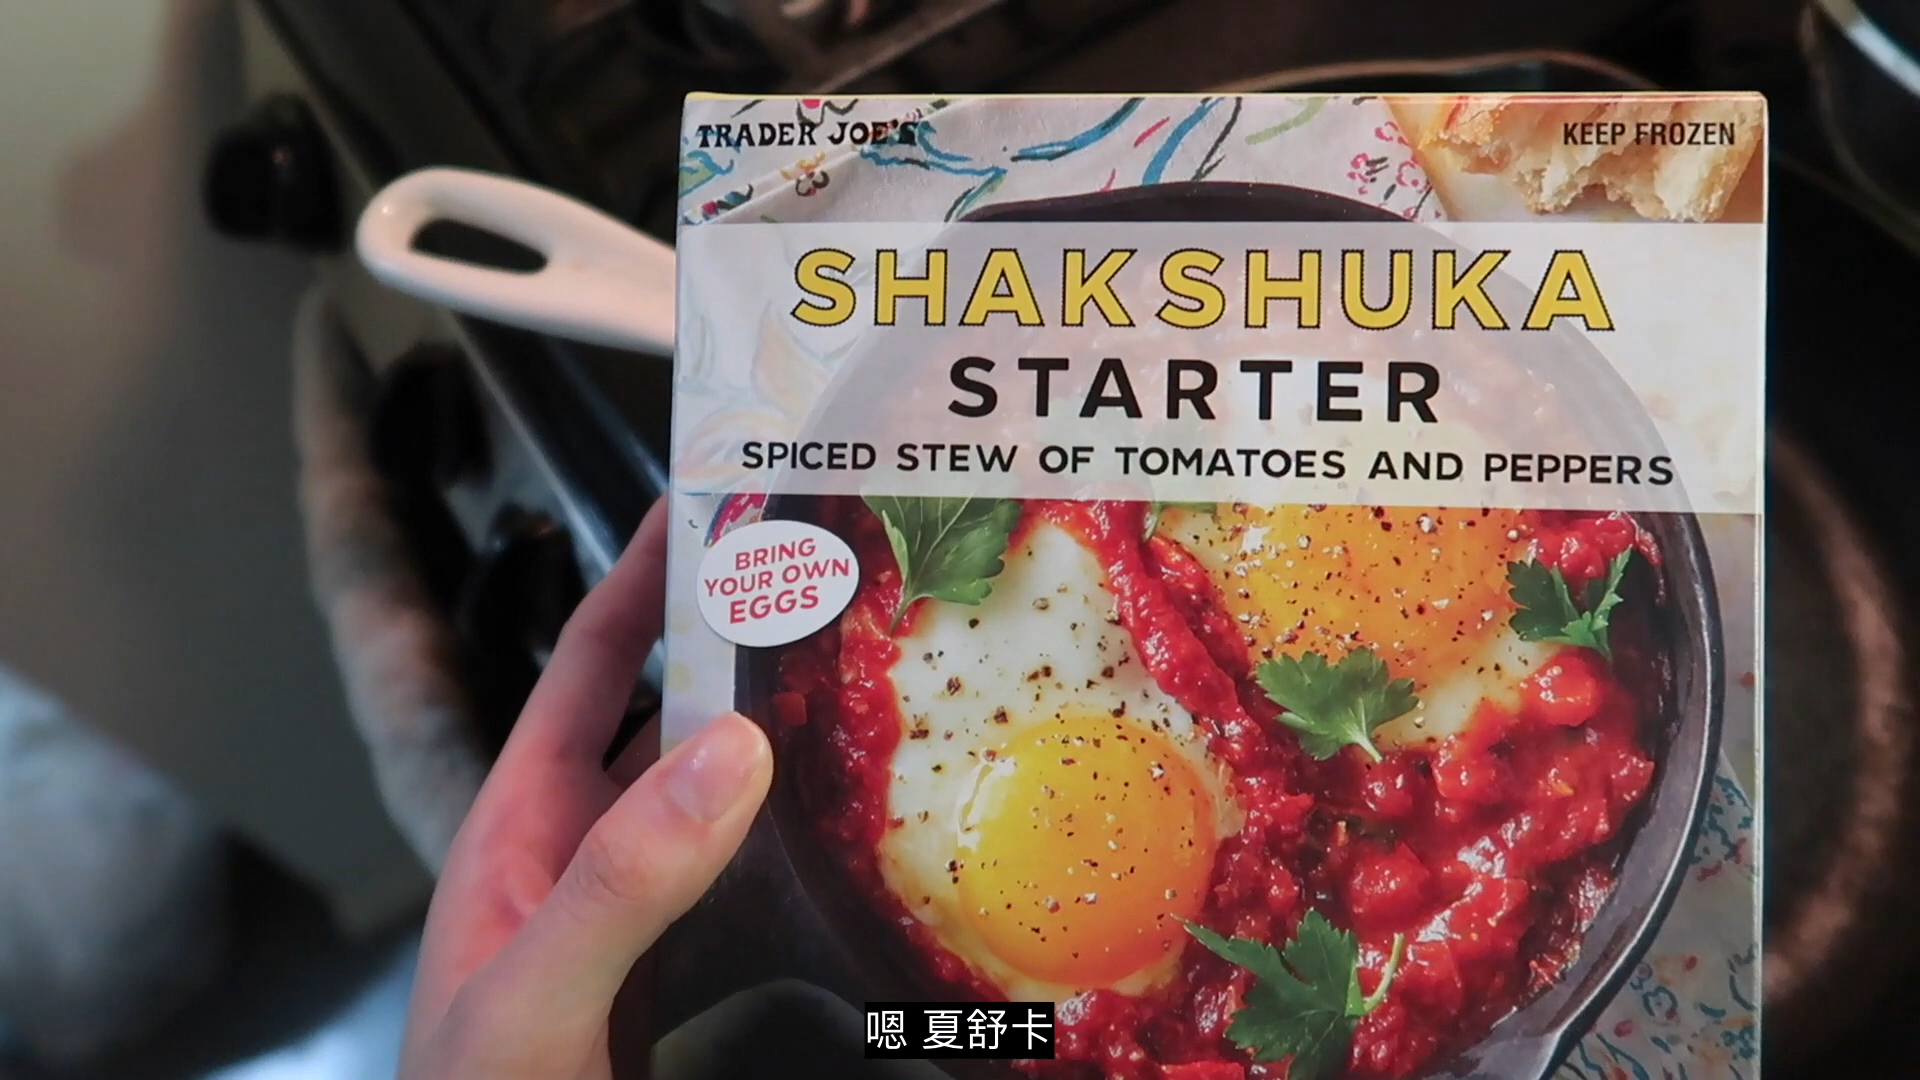 TRADER JOE'S
KEEP FROZEN
SHAKSHUKA
STARTER
SPICED STEW OF TOMATOES AND PEPPERS
BRING
YOUR OWN
EGGS
嗯 夏舒卡